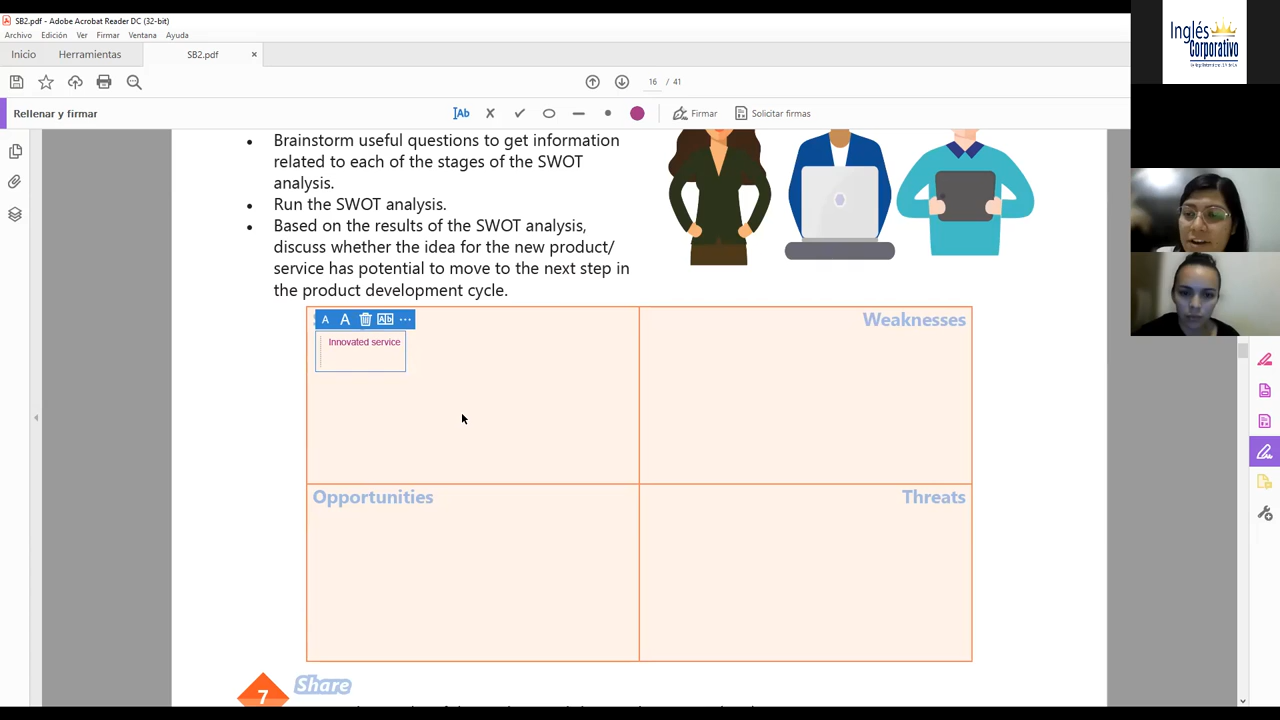 SB2.pdf - Adobe Acrobat Reader DC (32-bit)
Archivo Edición Ver Firmar Ventana Ayuda
Inicio Herramientas SB2.pdf ×
16 / 41
Rellenar y firmar
Ab Firmar Solicitar firmas
• Brainstorm useful questions to get information
related to each of the stages of the SWOT
analysis.
• Run the SWOT analysis.
• Based on the results of the SWOT analysis,
discuss whether the idea for the new product/
service has potential to move to the next step in
the product development cycle.
A A Ab ...
Weaknesses
Innovated service
Opportunities
Threats
7 Share
Inglés
Corporativo